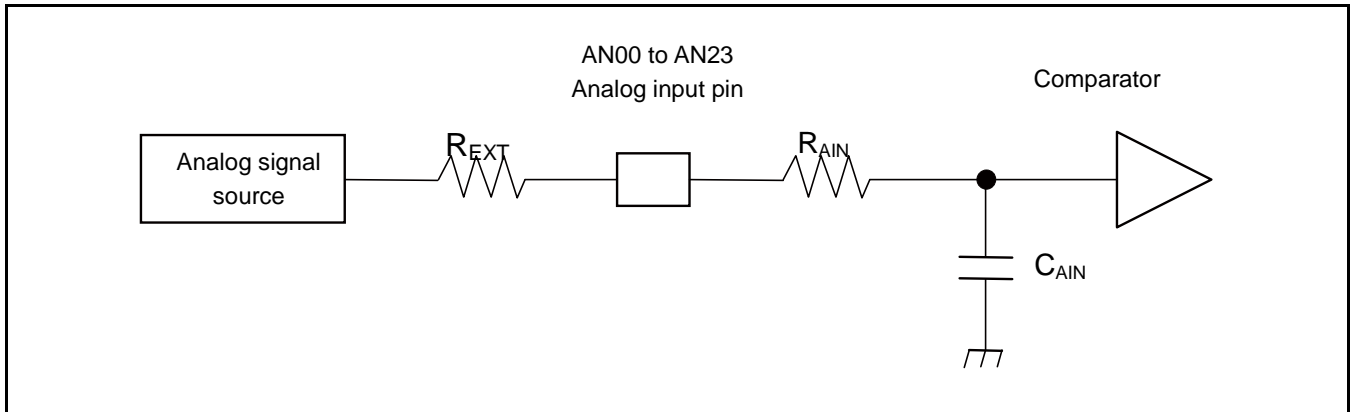 AN00 to AN23
Analog input pin
Comparator
Analog signal
source
REXT
RAIN
CAIN